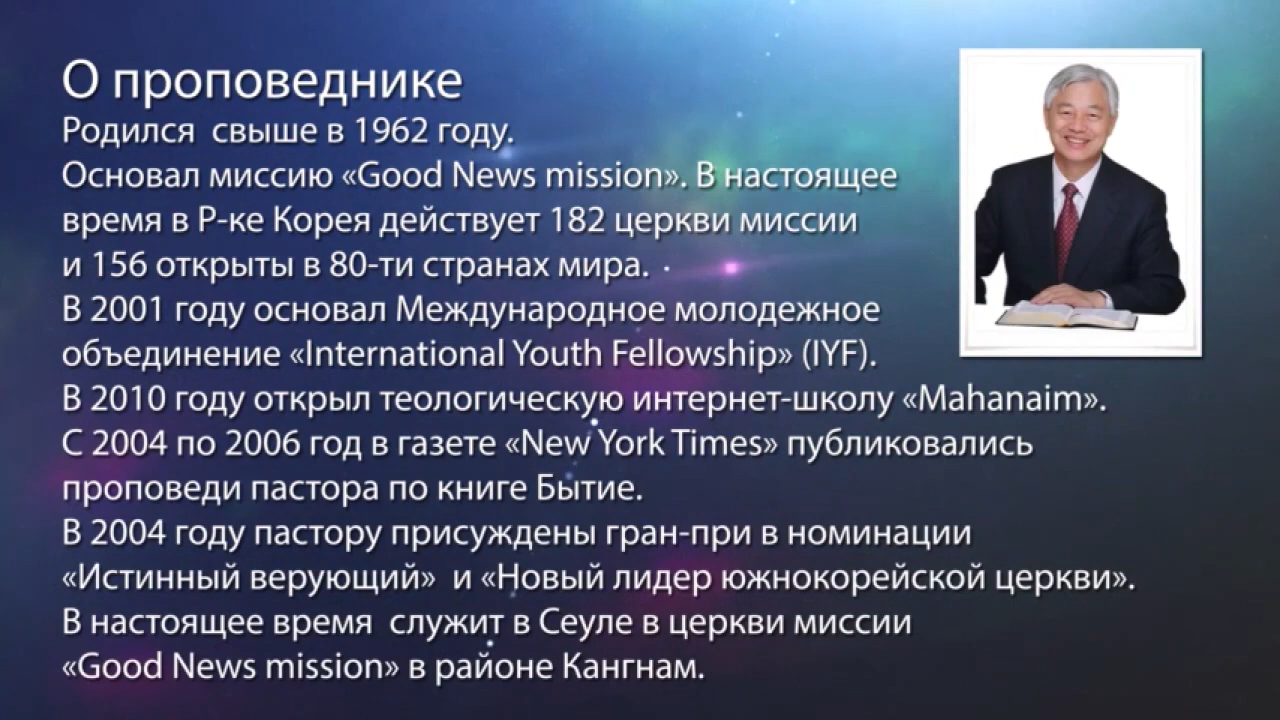 О проповеднике
Родился свыше в 1962 году.
Основал миссию «Good News mission». В настоящее
время в Р-ке Корея действует 182 церкви миссии
и 156 открыты в 80-ти странах мира.
В 2001 году основал Международное молодежное
объединение «International Youth Fellowship» (IYF).
В 2010 году открыл теологическую интернет-школу «Mahanaim».
С 2004 по 2006 год в газете «New York Times» публиковались
проповеди пастора по книге Бытие.
В 2004 году пастору присуждены гран-при в номинации
«Истинный верующий» и «Новый лидер южнокорейской церкви».
В настоящее время служит в Сеуле в церкви миссии
«Good News mission» в районе Кангнам.